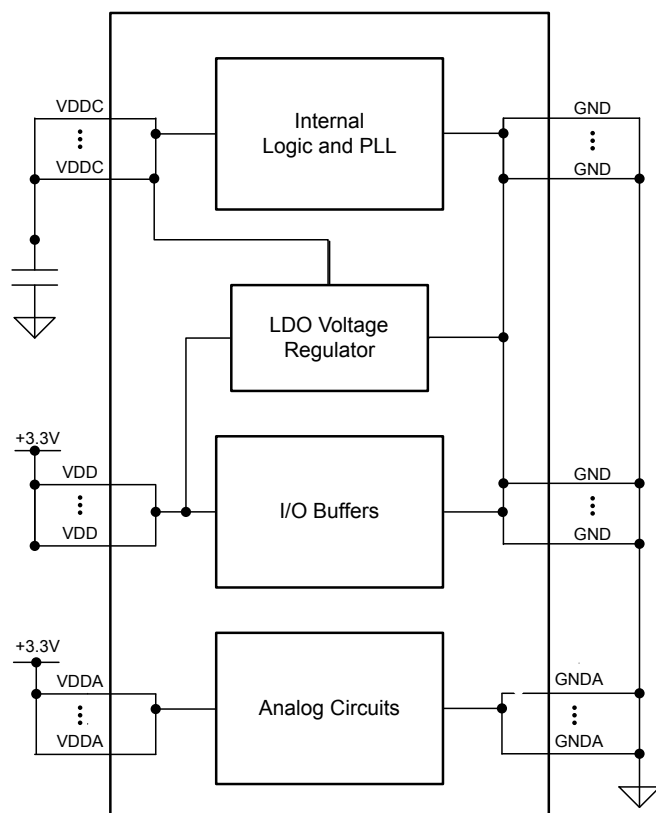 VDDC
VDDC
Internal
Logic and PLL
GND
GND
LDO Voltage
Regulator
+3.3V
VDD
VDD
I/O Buffers
GND
GND
+3.3V
VDDA
VDDA
Analog Circuits
GNDA
GNDA